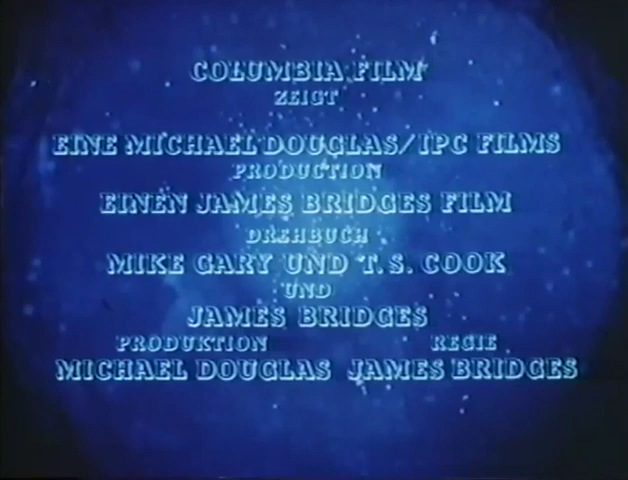 COLUMBIA FILM
ZEIGT
EINE MICHAEL DOUGLAS/IPC FILMS
PRODUCTION
EINEN JAMES BRIDGES FILM
DREHBUCH
MIKE GARY UND T. S. COOK
UND
JAMES BRIDGES
PRODUKTION REGIE
MICHAEL DOUGLAS JAMES BRIDGES